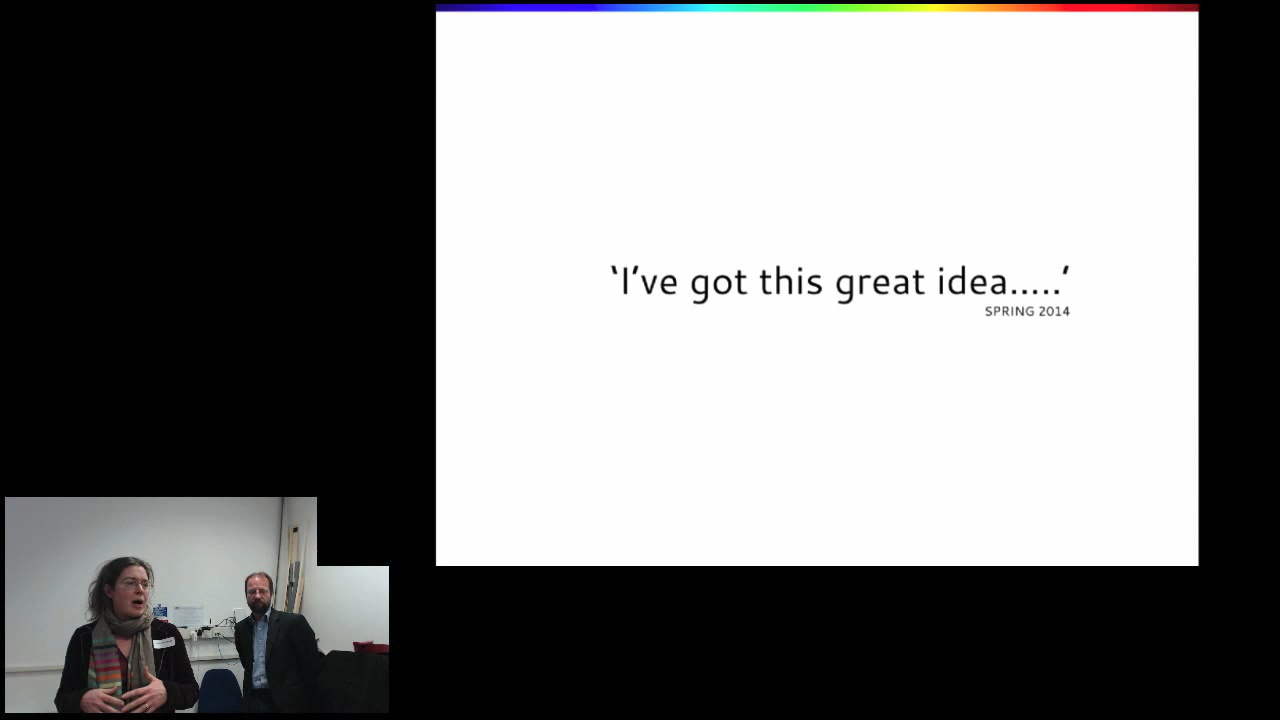 ‘I’ve got this great idea.....’
SPRING 2014